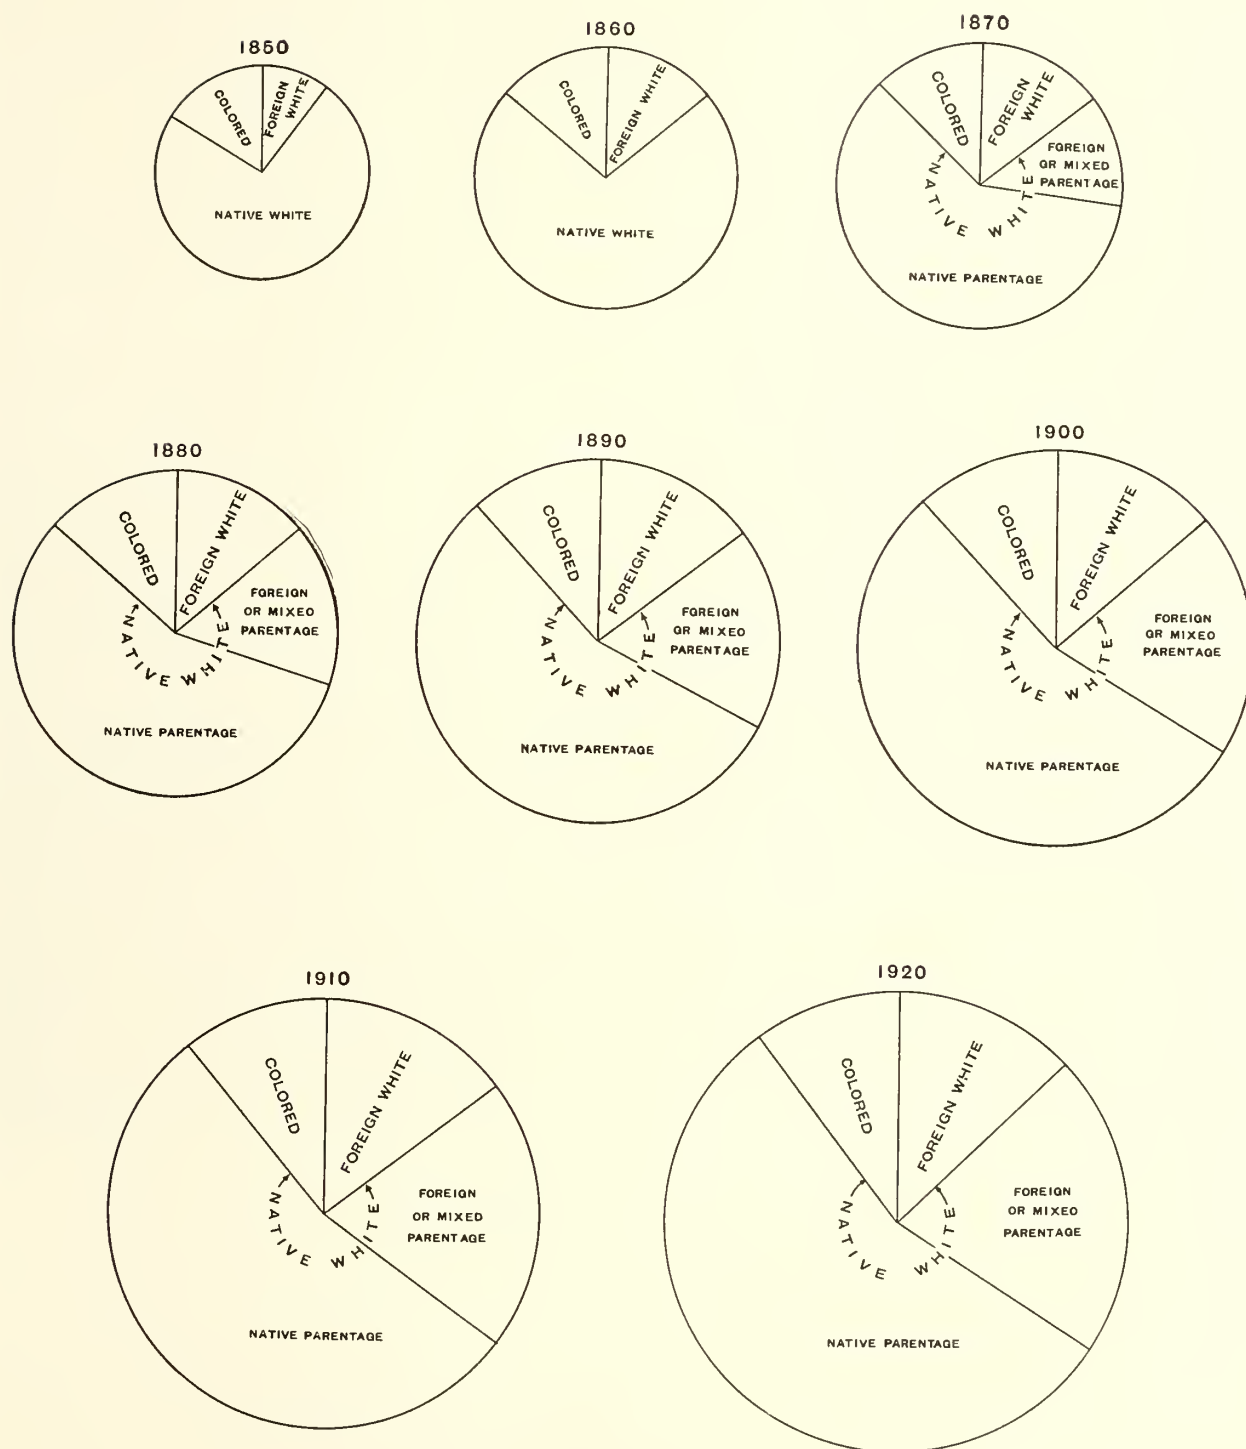 1850
COLORED
FOREIGN
WHITE
NATIVE WHITE
1860
COLORED
FOREIGN WHITE
NATIVE WHITE
1870
COLORED
FOREIGN
WHITE
FOREIGN
OR MIXED
PARENTAGE
NATIVE WHITE
NATIVE PARENTAGE
1880
COLORED
FOREIGN WHITE
FOREIGN
OR MIXED
PARENTAGE
NATIVE WHITE
NATIVE PARENTAGE
1890
COLORED
FOREIGN WHITE
FOREIGN
OR MIXED
PARENTAGE
NATIVE WHITE
NATIVE PARENTAGE
1900
COLORED
FOREIGN WHITE
FOREIGN
OR MIXED
PARENTAGE
NATIVE WHITE
NATIVE PARENTAGE
1910
COLORED
FOREIGN WHITE
FOREIGN
OR MIXED
PARENTAGE
NATIVE WHITE
NATIVE PARENTAGE
1920
COLORED
FOREIGN WHITE
FOREIGN
OR MIXED
PARENTAGE
NATIVE WHITE
NATIVE PARENTAGE